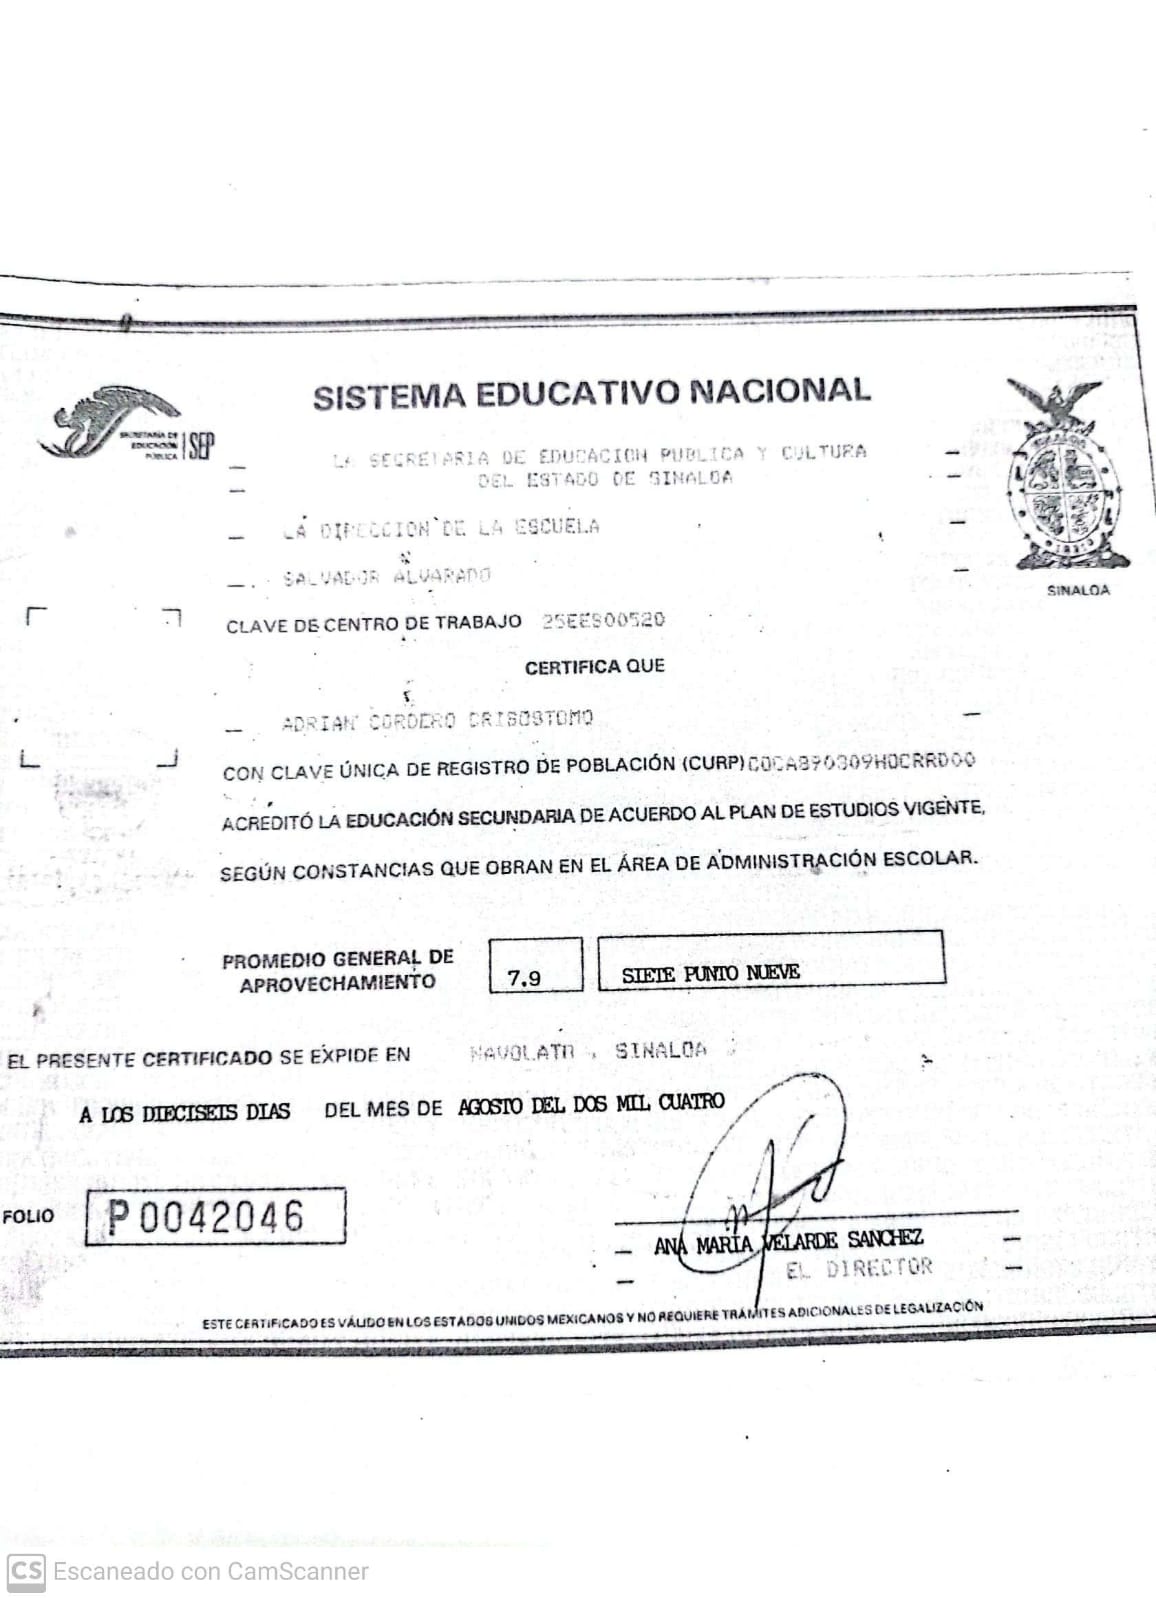 SISTEMA EDUCATIVO NACIONAL
SECRETARÍA DE
EDUCACIÓN
PÚBLICA
SEP
LA SECRETARIA DE EDUCACION PUBLICA Y CULTURA
DEL ESTADO DE SINALOA
LA DIRECCION DE LA ESCUELA
SALVADOR ALVARADO
SINALOA
CLAVE DE CENTRO DE TRABAJO 25EES00520
CERTIFICA QUE
ADRIAN CORDERO CRISOSTOMO
CON CLAVE ÚNICA DE REGISTRO DE POBLACIÓN (CURP)
ACREDITÓ LA EDUCACIÓN SECUNDARIA DE ACUERDO AL PLAN DE ESTUDIOS VIGENTE,
SEGÚN CONSTANCIAS QUE OBRAN EN EL ÁREA DE ADMINISTRACIÓN ESCOLAR.
PROMEDIO GENERAL DE
APROVECHAMIENTO
7.9
SIETE PUNTO NUEVE
EL PRESENTE CERTIFICADO SE EXPIDE EN NAVOLATO , SINALOA
A LOS DIECISEIS DIAS DEL MES DE AGOSTO DEL DOS MIL CUATRO
FOLIO P0042046
ANA MARIA VELARDE SANCHEZ
EL DIRECTOR
ESTE CERTIFICADO ES VÁLIDO EN LOS ESTADOS UNIDOS MEXICANOS Y NO REQUIERE TRÁMITES ADICIONALES DE LEGALIZACIÓN
CS Escaneado con CamScanner